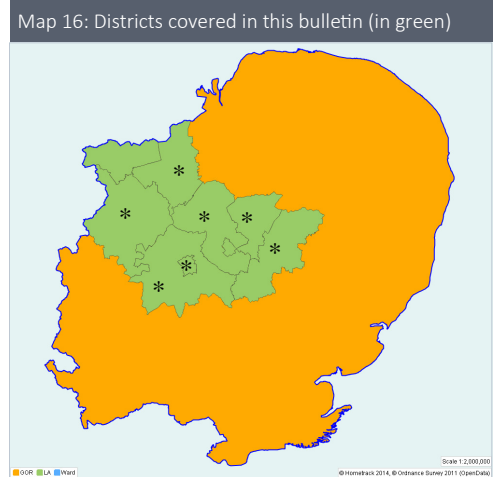 Map 16: Districts covered in this bulletin (in green)
*
*
*
*
*
*
*
Scale 1:2,000,000
GOR LA Ward
© Hometrack 2014, © Ordnance Survey 2011 (OpenData)